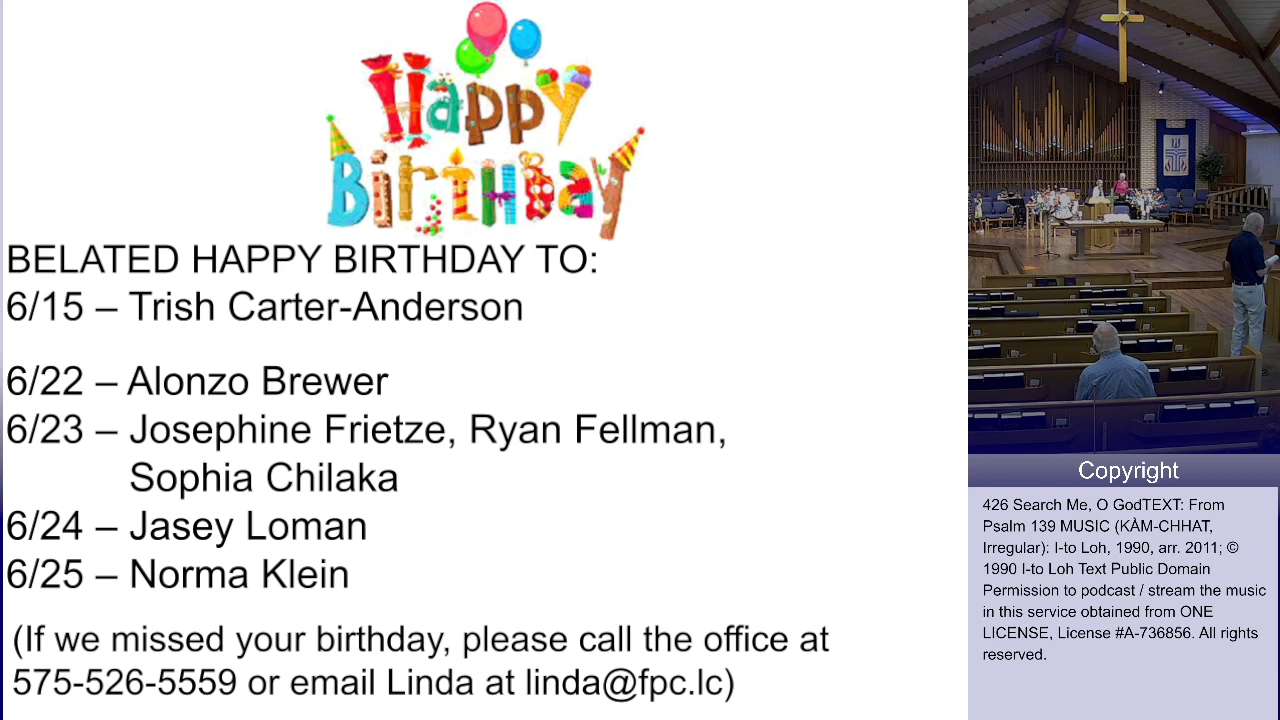 Happy
Birthday
BELATED HAPPY BIRTHDAY TO:
6/15 – Trish Carter-Anderson
6/22 – Alonzo Brewer
6/23 – Josephine Frietze, Ryan Fellman,
Sophia Chilaka
6/24 – Jasey Loman
6/25 – Norma Klein
(If we missed your birthday, please call the office at
575-526-5559 or email Linda at linda@fpc.lc)
Copyright
426 Search Me, O GodTEXT: From
Psalm 139 MUSIC (KÀM-CHHAT,
Irregular): I-to Loh, 1990, arr. 2011; ©
1990 I-to Loh Text Public Domain
Permission to podcast / stream the music
in this service obtained from ONE
LICENSE, License #A-736856. All rights
reserved.